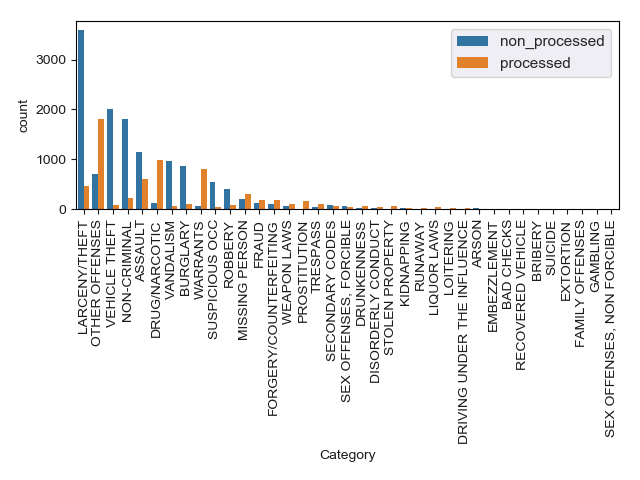 non_processed
processed
count
3000
2000
1000
0
LARCENY/THEFT
OTHER OFFENSES
VEHICLE THEFT
NON-CRIMINAL
ASSAULT
DRUG/NARCOTIC
VANDALISM
BURGLARY
WARRANTS
SUSPICIOUS OCC
ROBBERY
MISSING PERSON
FRAUD
FORGERY/COUNTERFEITING
WEAPON LAWS
PROSTITUTION
TRESPASS
SECONDARY CODES
SEX OFFENSES, FORCIBLE
DRUNKENNESS
DISORDERLY CONDUCT
STOLEN PROPERTY
KIDNAPPING
RUNAWAY
LIQUOR LAWS
LOITERING
DRIVING UNDER THE INFLUENCE
ARSON
EMBEZZLEMENT
BAD CHECKS
RECOVERED VEHICLE
BRIBERY
SUICIDE
EXTORTION
FAMILY OFFENSES
GAMBLING
SEX OFFENSES, NON FORCIBLE
Category